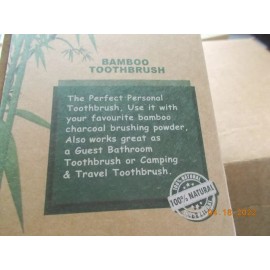 BAMBOO
TOOTHBRUSH
The Perfect Personal
Toothbrush. Use it with
your favourite bamboo
charcoal brushing powder.
Also works great as
a Guest Bathroom
Toothbrush or Camping
& Travel Toothbrush.
100% NATURAL